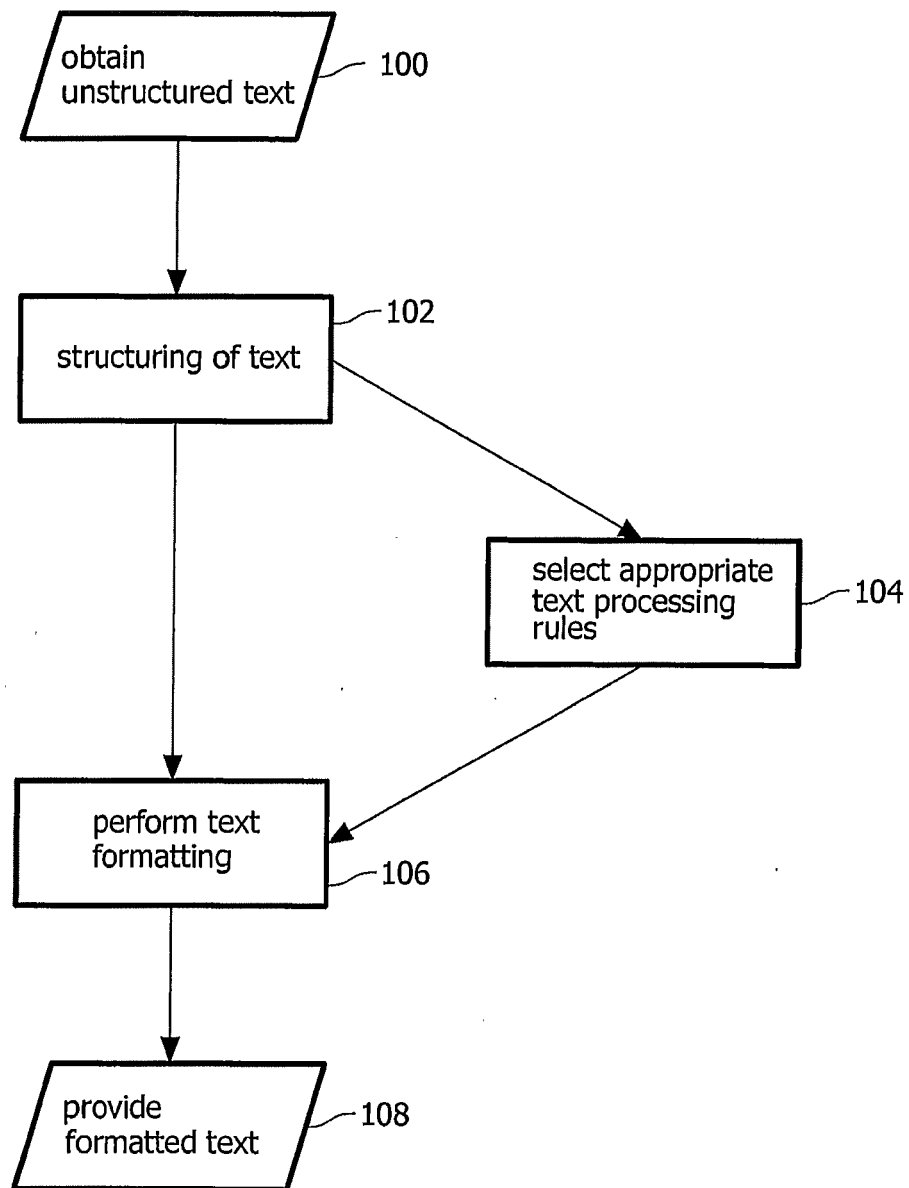 obtain
unstructured text
100
structuring of text
102
select appropriate
text processing
rules
104
perform text
formatting
106
provide
formatted text
108